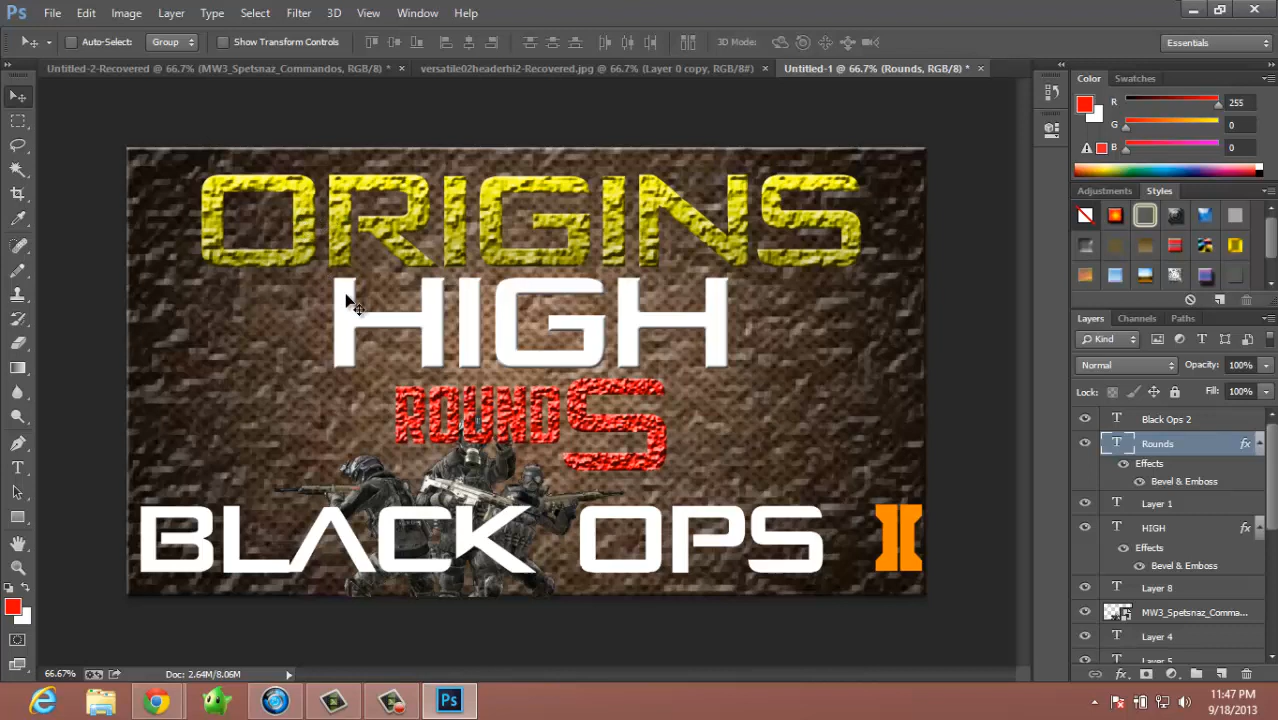 Ps File Edit Image Layer Type Select Filter 3D View Window Help
Auto-Select: Group Show Transform Controls 3D Mode: Essentials
Untitled-2-Recovered @ 66.7% (MW3_Spetsnaz_Commandos, RGB/8) * × versatile02headerhi2-Recovered.jpg @ 66.7% (Layer 0 copy, RGB/8#) × Untitled-1 @ 66.7% (Rounds, RGB/8) * ×
Color Swatches
R 255
G 0
B 0
Adjustments Styles
ORIGINS
HIGH
ROUNDS
BLACK OPS II
Layers Channels Paths
Kind
Normal Opacity: 100%
Lock: Fill: 100%
T Black Ops 2
T Rounds fx
Effects
Bevel & Emboss
T Layer 1
T HIGH fx
Effects
Bevel & Emboss
T Layer 8
MW3_Spetsnaz_Comma...
T Layer 4
T Layer 5
66.67% Doc: 2.64M/8.06M
Ps
11:47 PM
9/18/2013